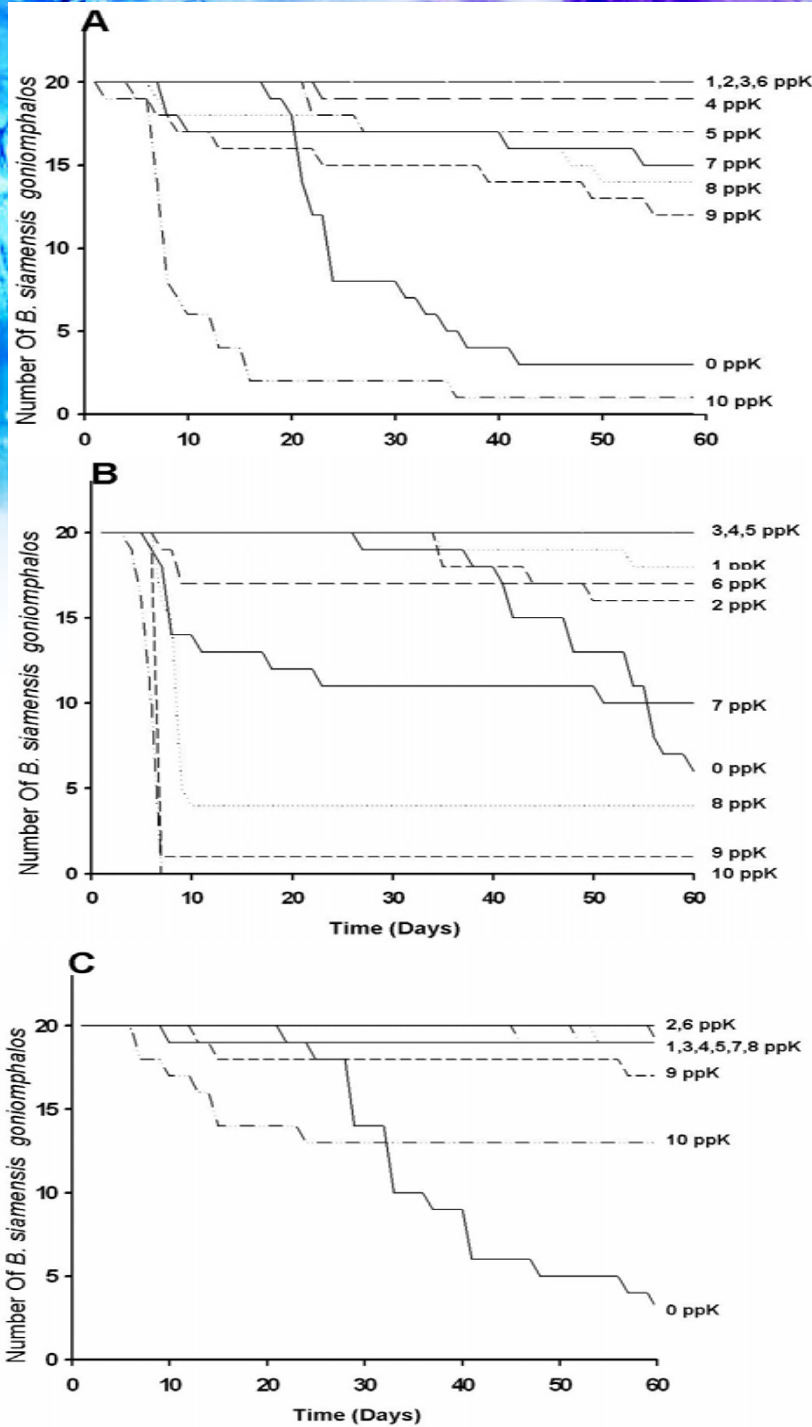 A
Number Of B. siamensis goniomphalos
20
15
10
5
0
1,2,3,6 ppK
4 ppK
5 ppK
7 ppK
8 ppK
9 ppK
0 ppK
10 ppK
0 10 20 30 40 50 60
B
Number Of B. siamensis goniomphalos
20
15
10
5
0
3,4,5 ppK
1 ppK
6 ppK
2 ppK
7 ppK
0 ppK
8 ppK
9 ppK
10 ppK
0 10 20 30 40 50 60
Time (Days)
C
Number Of B. siamensis goniomphalos
20
15
10
5
0
2,6 ppK
1,3,4,5,7,8 ppK
9 ppK
10 ppK
0 ppK
0 10 20 30 40 50 60
Time (Days)